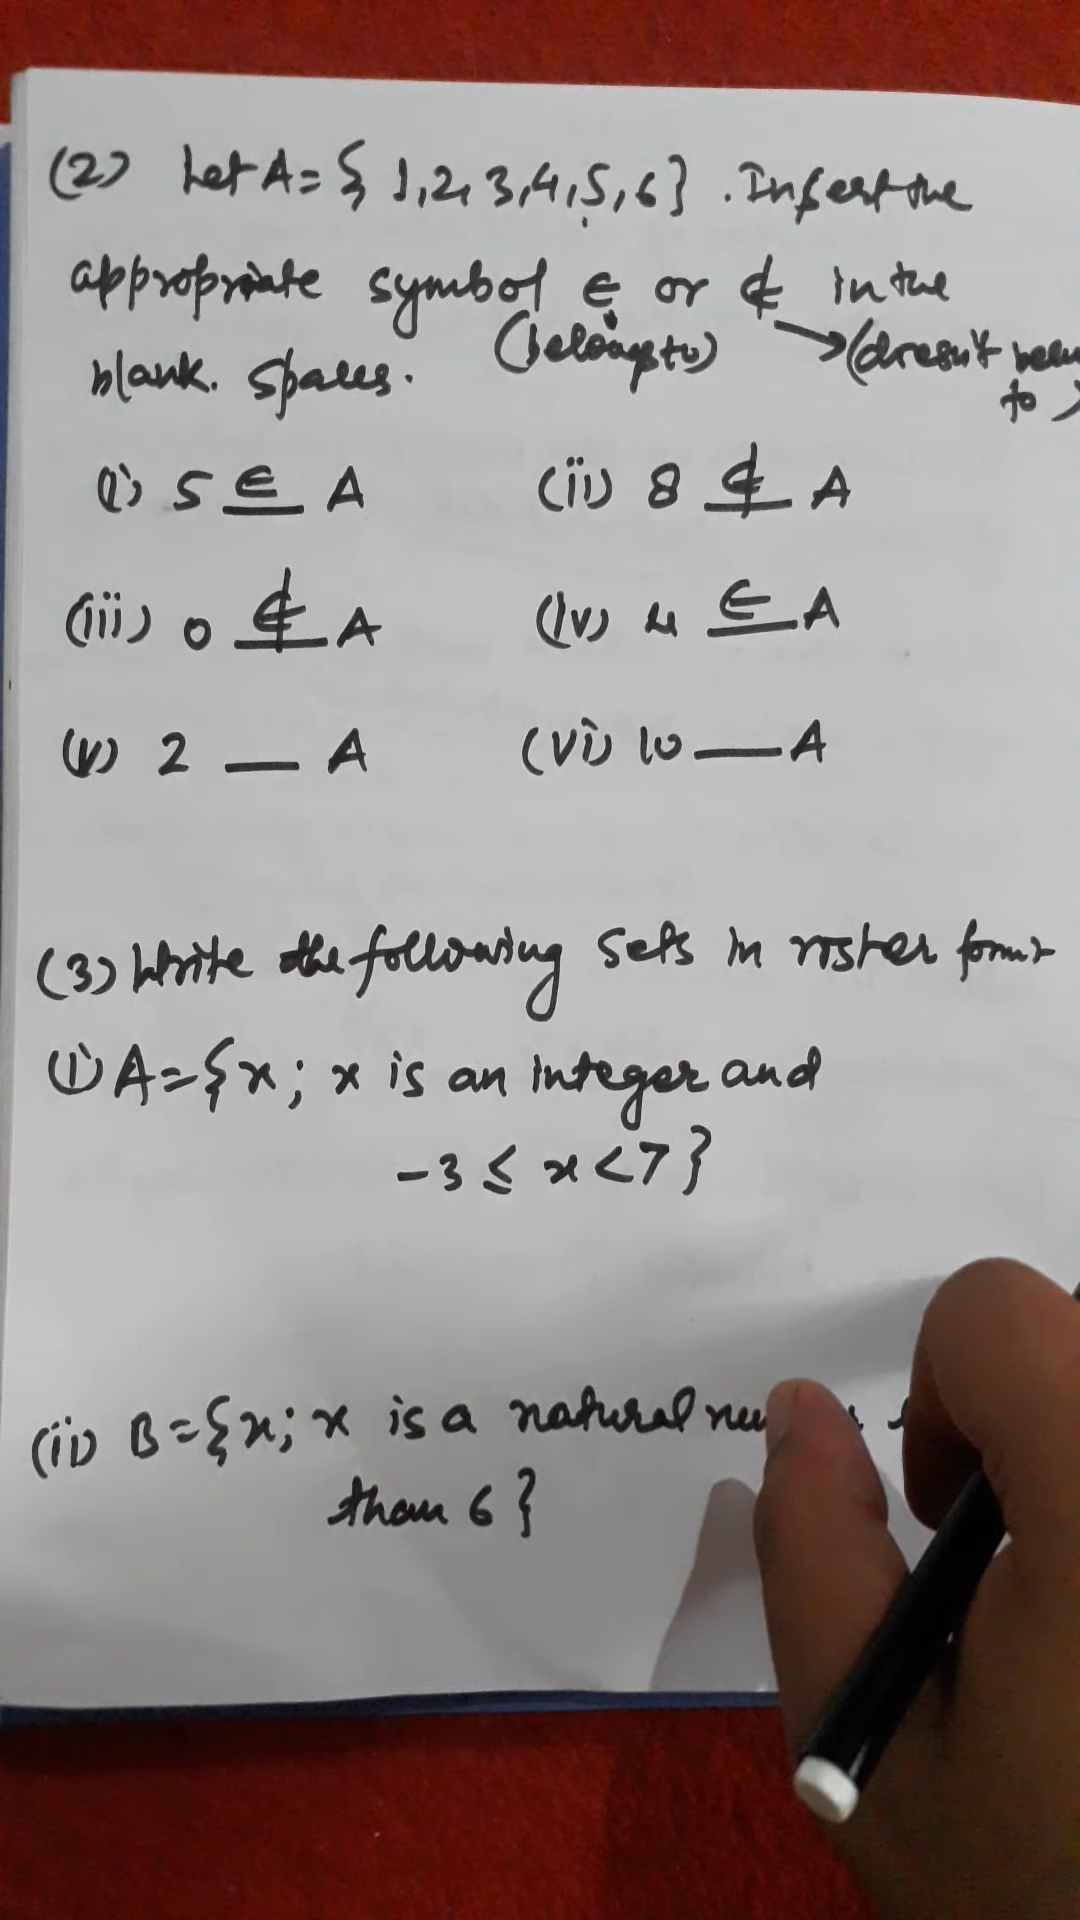 (2) Let A = { 1, 2, 3, 4, 5, 6 } . Insert the
appropriate symbol ∈ or ∉ in the
(belongs to) → (doesn't
blank. spaces. to )
(i) 5 ∈ A (ii) 8 ∉ A
(iii) 0 ∉ A (iv) 4 ∈ A
(v) 2 __ A (vi) 10 __ A
(3) Write the following sets in roster form:
(i) A = { x ; x is an integer and
-3 ≤ x < 7 }
(ii) B = { x ; x is a natural
than 6 }